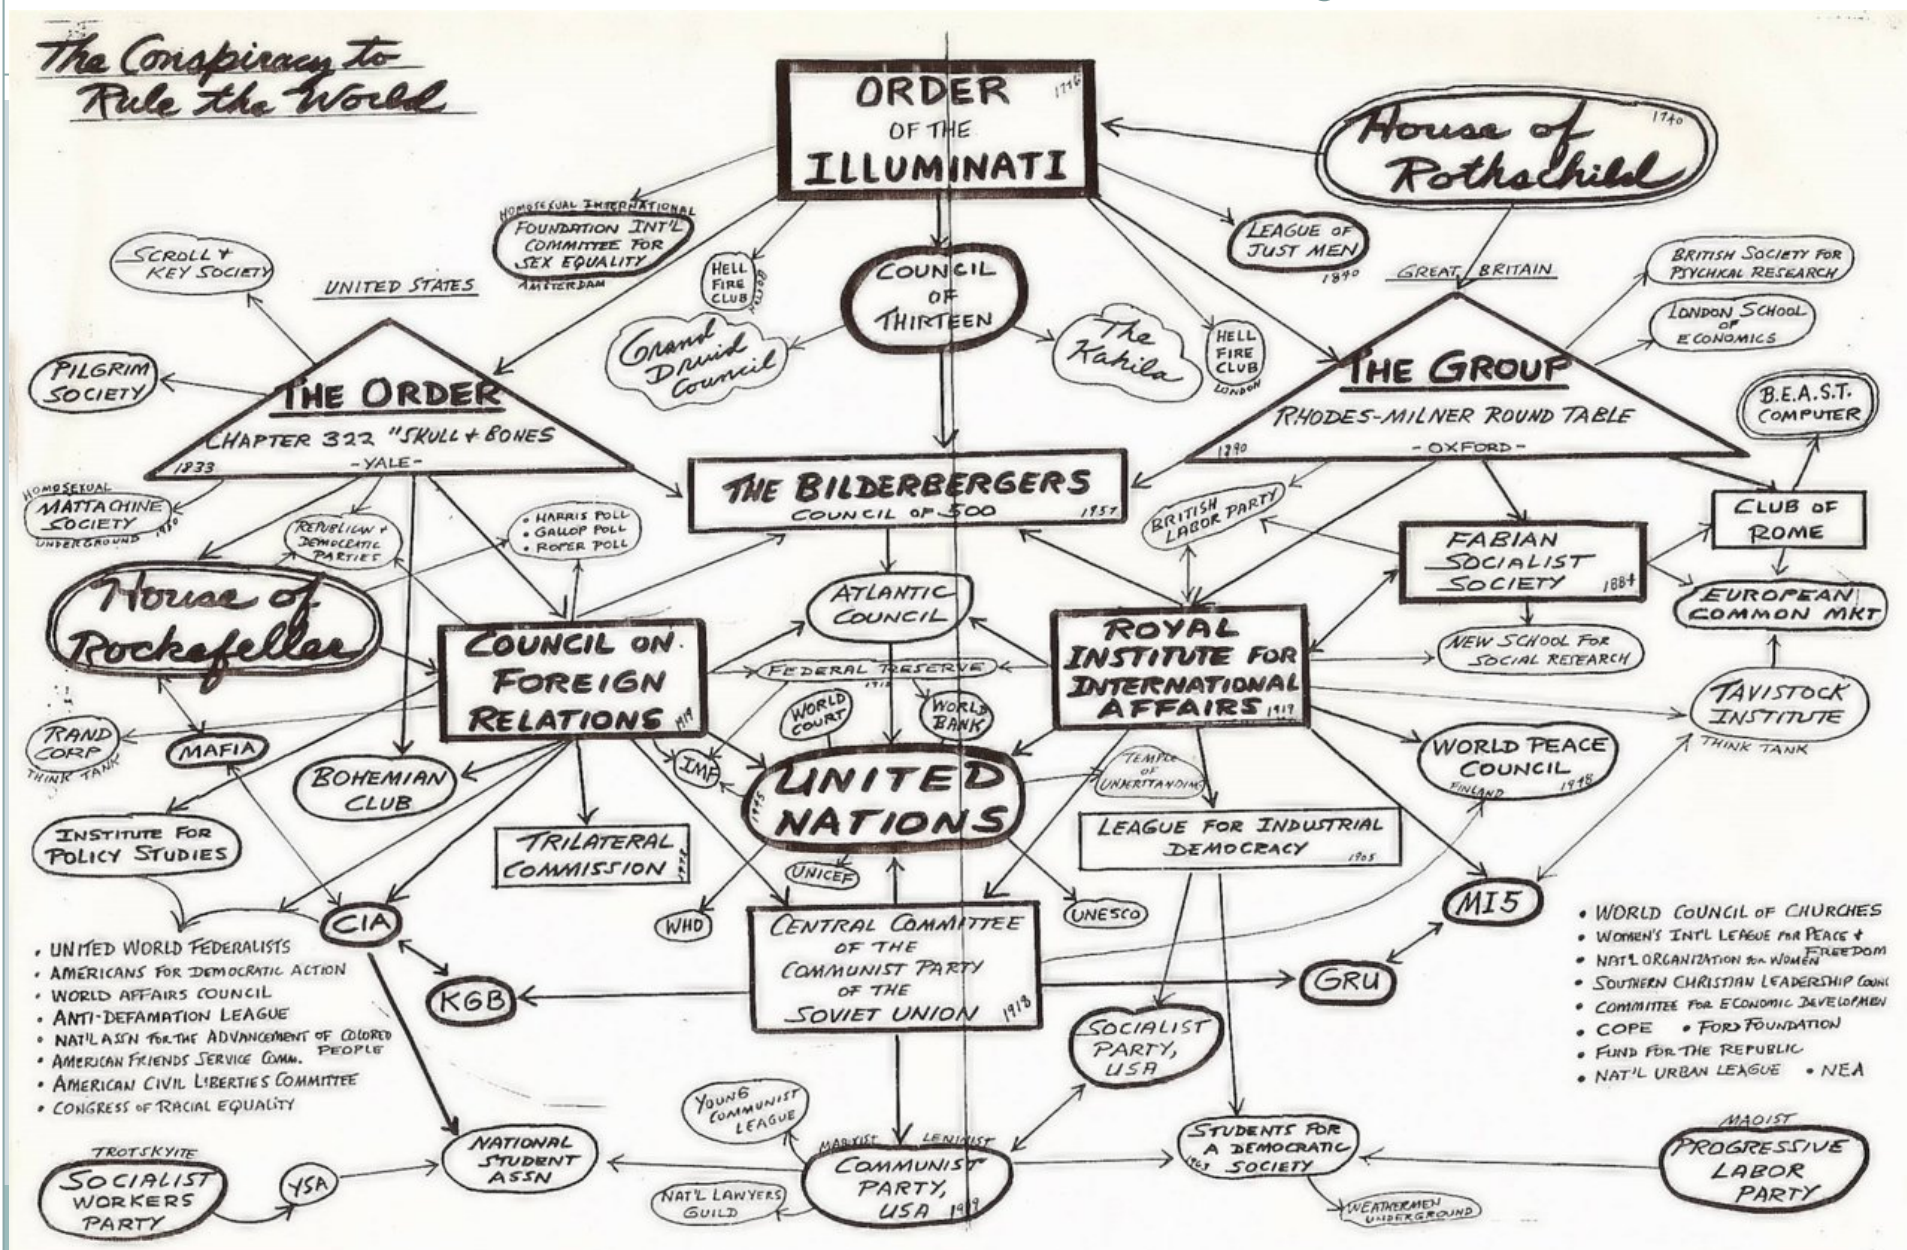 The Conspiracy to
Rule the World
ORDER
OF THE
ILLUMINATI
1776
House of
Rothschild
1740
HOMOSEXUAL INTERNATIONAL
FOUNDATION INT'L
COMMITTEE FOR
SEX EQUALITY
AMSTERDAM
LEAGUE OF
JUST MEN
1840
SCROLL +
KEY SOCIETY
UNITED STATES
HELL
FIRE
CLUB
BOSTON
COUNCIL
OF
THIRTEEN
GREAT BRITAIN
BRITISH SOCIETY FOR
PSYCHICAL RESEARCH
Grand
Druid
Council
The
Kahila
HELL
FIRE
CLUB
LONDON
LONDON SCHOOL
OF
ECONOMICS
PILGRIM
SOCIETY
THE ORDER
CHAPTER 322 "SKULL + BONES
-YALE-
1833
THE GROUP
RHODES-MILNER ROUND TABLE
-OXFORD-
1890
B.E.A.S.T.
COMPUTER
HOMOSEXUAL
MATTACHINE
SOCIETY
UNDERGROUND
1950
REPUBLICAN +
DEMOCRATIC
PARTIES
• HARRIS POLL
• GALLOP POLL
• ROPER POLL
THE BILDERBERGERS
COUNCIL OF 500
1957
BRITISH
LABOR PARTY
FABIAN
SOCIALIST
SOCIETY
1884
CLUB OF
ROME
House of
Rockefeller
ATLANTIC
COUNCIL
EUROPEAN
COMMON MKT
COUNCIL ON
FOREIGN
RELATIONS
1919
FEDERAL RESERVE
ROYAL
INSTITUTE FOR
INTERNATIONAL
AFFAIRS
1919
NEW SCHOOL FOR
SOCIAL RESEARCH
WORLD
COURT
WORLD
BANK
TAVISTOCK
INSTITUTE
THINK TANK
RAND
CORP
THINK TANK
MAFIA
BOHEMIAN
CLUB
IMF
UNITED
NATIONS
1945
TEMPLE
OF
UNDERSTANDING
WORLD PEACE
COUNCIL
FINLAND
1948
INSTITUTE FOR
POLICY STUDIES
TRILATERAL
COMMISSION
UNICEF
LEAGUE FOR INDUSTRIAL
DEMOCRACY
1905
CIA
WHO
CENTRAL COMMITTEE
OF THE
COMMUNIST PARTY
OF THE
SOVIET UNION
1918
UNESCO
MI5
KGB
GRU
• UNITED WORLD FEDERALISTS
• AMERICANS FOR DEMOCRATIC ACTION
• WORLD AFFAIRS COUNCIL
• ANTI-DEFAMATION LEAGUE
• NAT'L ASSN FOR THE ADVANCEMENT OF COLORED
PEOPLE
• AMERICAN FRIENDS SERVICE COMM.
• AMERICAN CIVIL LIBERTIES COMMITTEE
• CONGRESS OF RACIAL EQUALITY
• WORLD COUNCIL OF CHURCHES
• WOMEN'S INT'L LEAGUE FOR PEACE +
FREEDOM
• NAT'L ORGANIZATION FOR WOMEN
• SOUTHERN CHRISTIAN LEADERSHIP COUNC
• COMMITTEE FOR ECONOMIC DEVELOPMEN
• COPE • FORD FOUNDATION
• FUND FOR THE REPUBLIC
• NAT'L URBAN LEAGUE • NEA
SOCIALIST
PARTY,
USA
YOUNG
COMMUNIST
LEAGUE
TROTSKYITE
SOCIALIST
WORKERS
PARTY
YSA
NATIONAL
STUDENT
ASSN
MARXIST LENINIST
COMMUNIST
PARTY,
USA
1919
NAT'L LAWYERS
GUILD
STUDENTS FOR
A DEMOCRATIC
SOCIETY
WEATHERMEN
UNDERGROUND
MAOIST
PROGRESSIVE
LABOR
PARTY